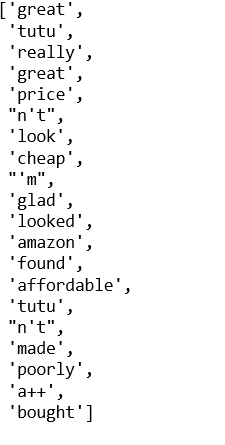 ['great',
'tutu',
'really',
'great',
'price',
"n't",
'look',
'cheap',
"'m",
'glad',
'looked',
'amazon',
'found',
'affordable',
'tutu',
"n't",
'made',
'poorly',
'a++',
'bought']